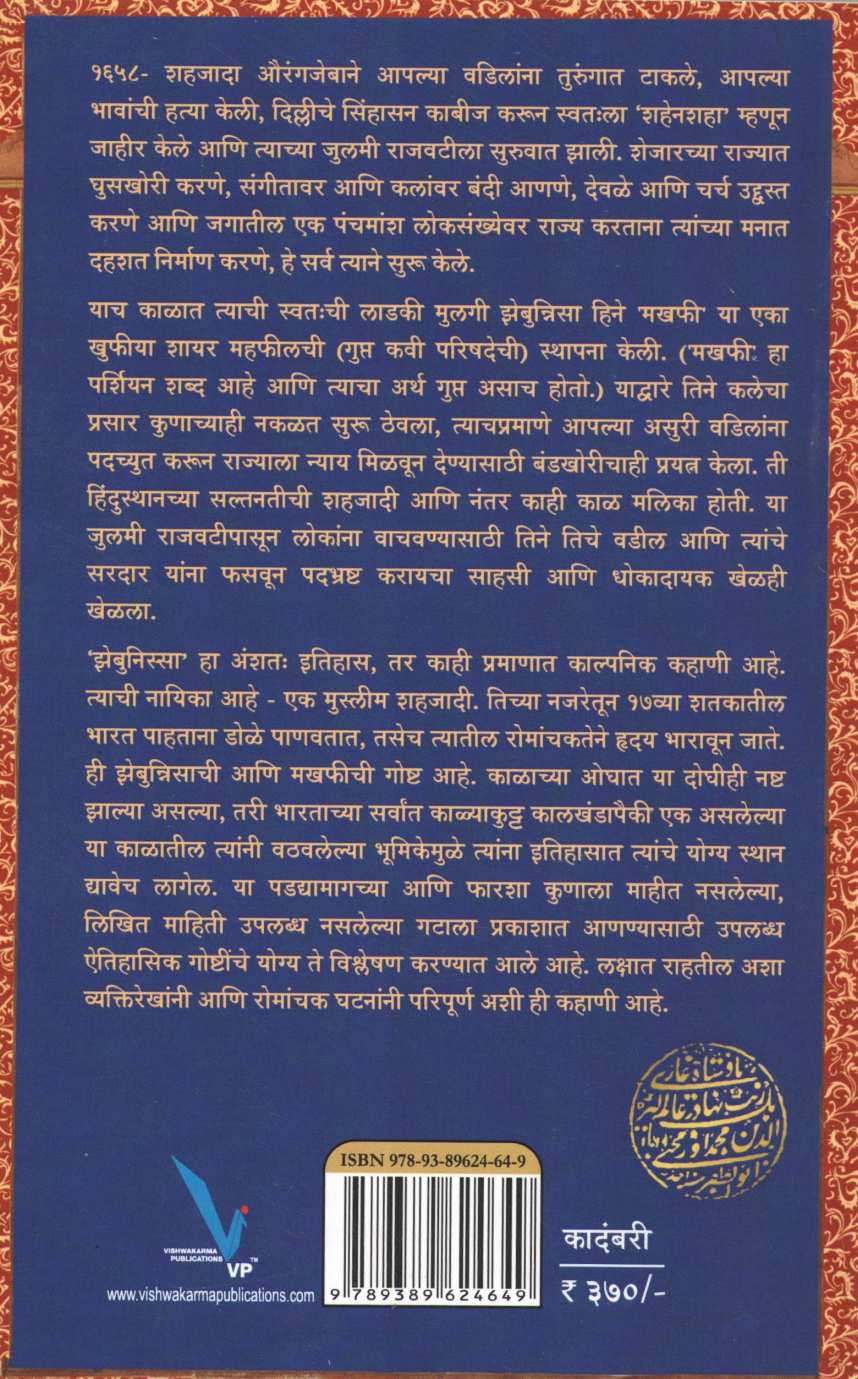 १६५८- शहजादा औरंगजेबाने आपल्या वडिलांना तुरुंगात टाकले, आपल्या
भावांची हत्या केली, दिल्लीचे सिंहासन काबीज करून स्वतःला ‘शहेनशहा’ म्हणून
जाहीर केले आणि त्याच्या जुलमी राजवटीला सुरुवात झाली. शेजारच्या राज्यात
घुसखोरी करणे, संगीतावर आणि कलांवर बंदी आणणे, देवळे आणि चर्च उद्ध्वस्त
करणे आणि जगातील एक पंचमांश लोकसंख्येवर राज्य करताना त्यांच्या मनात
दहशत निर्माण करणे, हे सर्व त्याने सुरू केले.
याच काळात त्याची स्वतःची लाडकी मुलगी झेबुन्निसा हिने ‘मखफी’ या एका
खुफीया शायर महफीलची (गुप्त कवी परिषदेची) स्थापना केली. (‘मखफी’ हा
पर्शियन शब्द आहे आणि त्याचा अर्थ गुप्त असाच होतो.) याद्वारे तिने कलेचा
प्रसार कुणाच्याही नकळत सुरू ठेवला, त्याचप्रमाणे आपल्या असुरी वडिलांना
पदच्युत करून राज्याला न्याय मिळवून देण्यासाठी बंडखोरीचाही प्रयत्न केला. ती
हिंदुस्थानच्या सल्तनतीची शहजादी आणि नंतर काही काळ मलिका होती. या
जुलमी राजवटीपासून लोकांना वाचवण्यासाठी तिने तिचे वडील आणि त्यांचे
सरदार यांना फसवून पदभ्रष्ट करायचा साहसी आणि धोकादायक खेळही
खेळला.
‘झेबुनिस्सा’ हा अंशतः इतिहास, तर काही प्रमाणात काल्पनिक कहाणी आहे.
त्याची नायिका आहे - एक मुस्लीम शहजादी. तिच्या नजरेतून १७व्या शतकातील
भारत पाहताना डोळे पाणवतात, तसेच त्यातील रोमांचकतेने हृदय भारावून जाते.
ही झेबुन्निसाची आणि मखफीची गोष्ट आहे. काळाच्या ओघात या दोघीही नष्ट
झाल्या असल्या, तरी भारताच्या सर्वांत काळ्याकुट्ट कालखंडापैकी एक असलेल्या
या काळातील त्यांनी वठवलेल्या भूमिकेमुळे त्यांना इतिहासात त्यांचे योग्य स्थान
द्यावेच लागेल. या पडद्यामागच्या आणि फारशा कुणाला माहीत नसलेल्या,
लिखित माहिती उपलब्ध नसलेल्या गटाला प्रकाशात आणण्यासाठी उपलब्ध
ऐतिहासिक गोष्टींचे योग्य ते विश्लेषण करण्यात आले आहे. लक्षात राहतील अशा
व्यक्तिरेखांनी आणि रोमांचक घटनांनी परिपूर्ण अशी ही कहाणी आहे.
VISHWAKARMA
PUBLICATIONS
VP™
www.vishwakarmapublications.com
ISBN 978-93-89624-64-9
9 789389 624649
कादंबरी
₹ ३७०/-